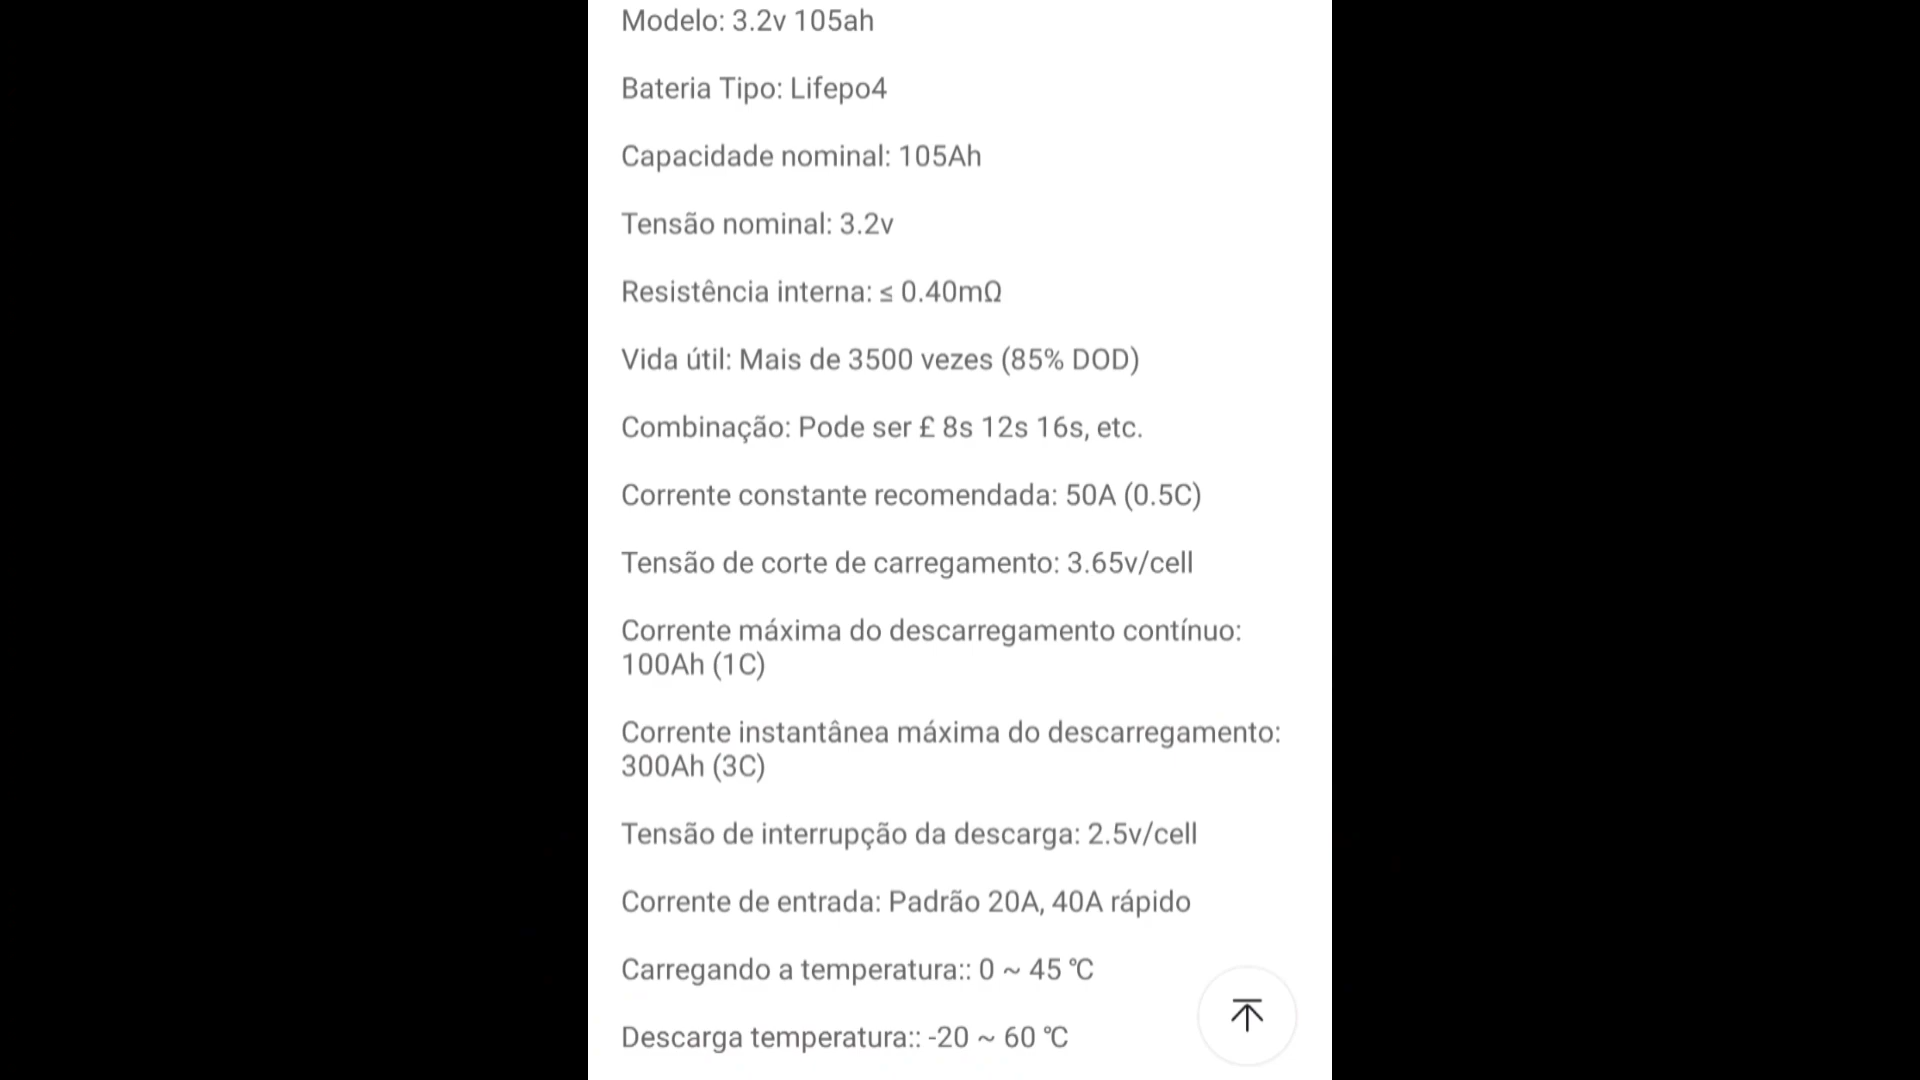 Modelo: 3.2v 105ah
Bateria Tipo: Lifepo4
Capacidade nominal: 105Ah
Tensão nominal: 3.2v
Resistência interna: ≤ 0.40mΩ
Vida útil: Mais de 3500 vezes (85% DOD)
Combinação: Pode ser £ 8s 12s 16s, etc.
Corrente constante recomendada: 50A (0.5C)
Tensão de corte de carregamento: 3.65v/cell
Corrente máxima do descarregamento contínuo:
100Ah (1C)
Corrente instantânea máxima do descarregamento:
300Ah (3C)
Tensão de interrupção da descarga: 2.5v/cell
Corrente de entrada: Padrão 20A, 40A rápido
Carregando a temperatura:: 0 ~ 45 ℃
Descarga temperatura:: -20 ~ 60 ℃